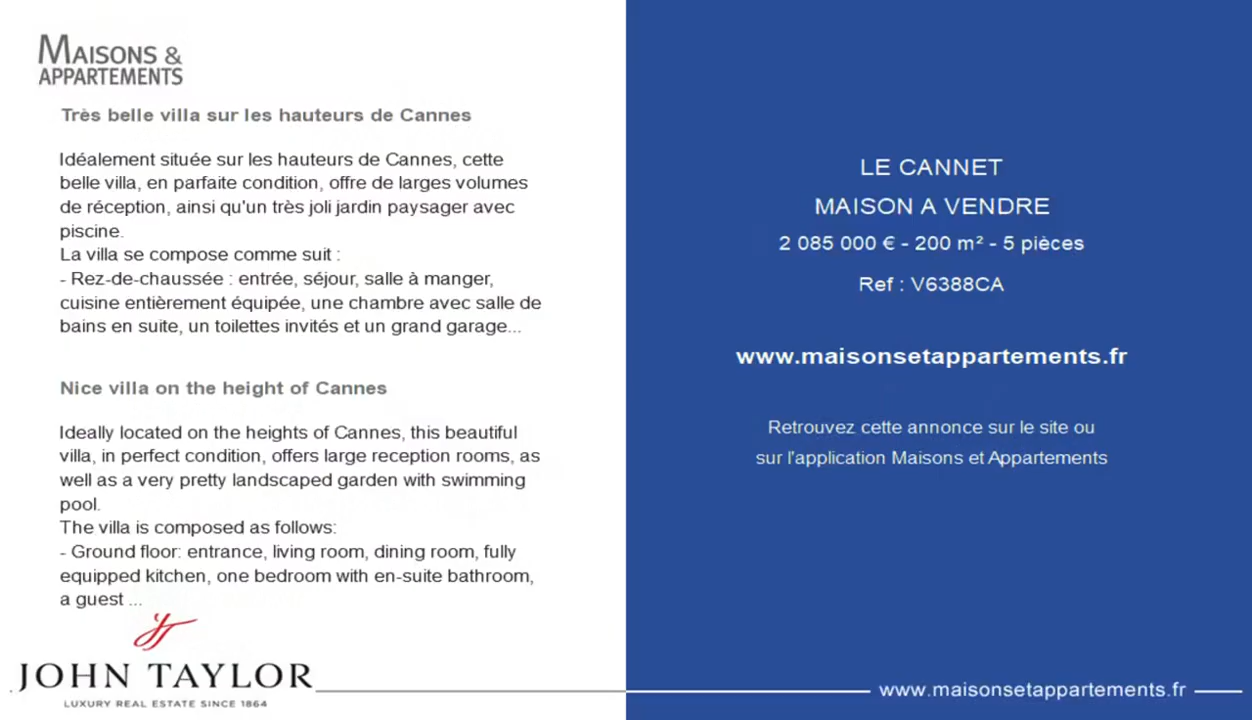 MAISONS &
APPARTEMENTS
Très belle villa sur les hauteurs de Cannes
Idéalement située sur les hauteurs de Cannes, cette
belle villa, en parfaite condition, offre de larges volumes
de réception, ainsi qu'un très joli jardin paysager avec
piscine.
La villa se compose comme suit :
- Rez-de-chaussée : entrée, séjour, salle à manger,
cuisine entièrement équipée, une chambre avec salle de
bains en suite, un toilettes invités et un grand garage...
Nice villa on the height of Cannes
Ideally located on the heights of Cannes, this beautiful
villa, in perfect condition, offers large reception rooms, as
well as a very pretty landscaped garden with swimming
pool.
The villa is composed as follows:
- Ground floor: entrance, living room, dining room, fully
equipped kitchen, one bedroom with en-suite bathroom,
a guest ...
JOHN TAYLOR
LUXURY REAL ESTATE SINCE 1864
LE CANNET
MAISON A VENDRE
2 085 000 € - 200 m² - 5 pièces
Ref : V6388CA
www.maisonsetappartements.fr
Retrouvez cette annonce sur le site ou
sur l'application Maisons et Appartements
www.maisonsetappartements.fr